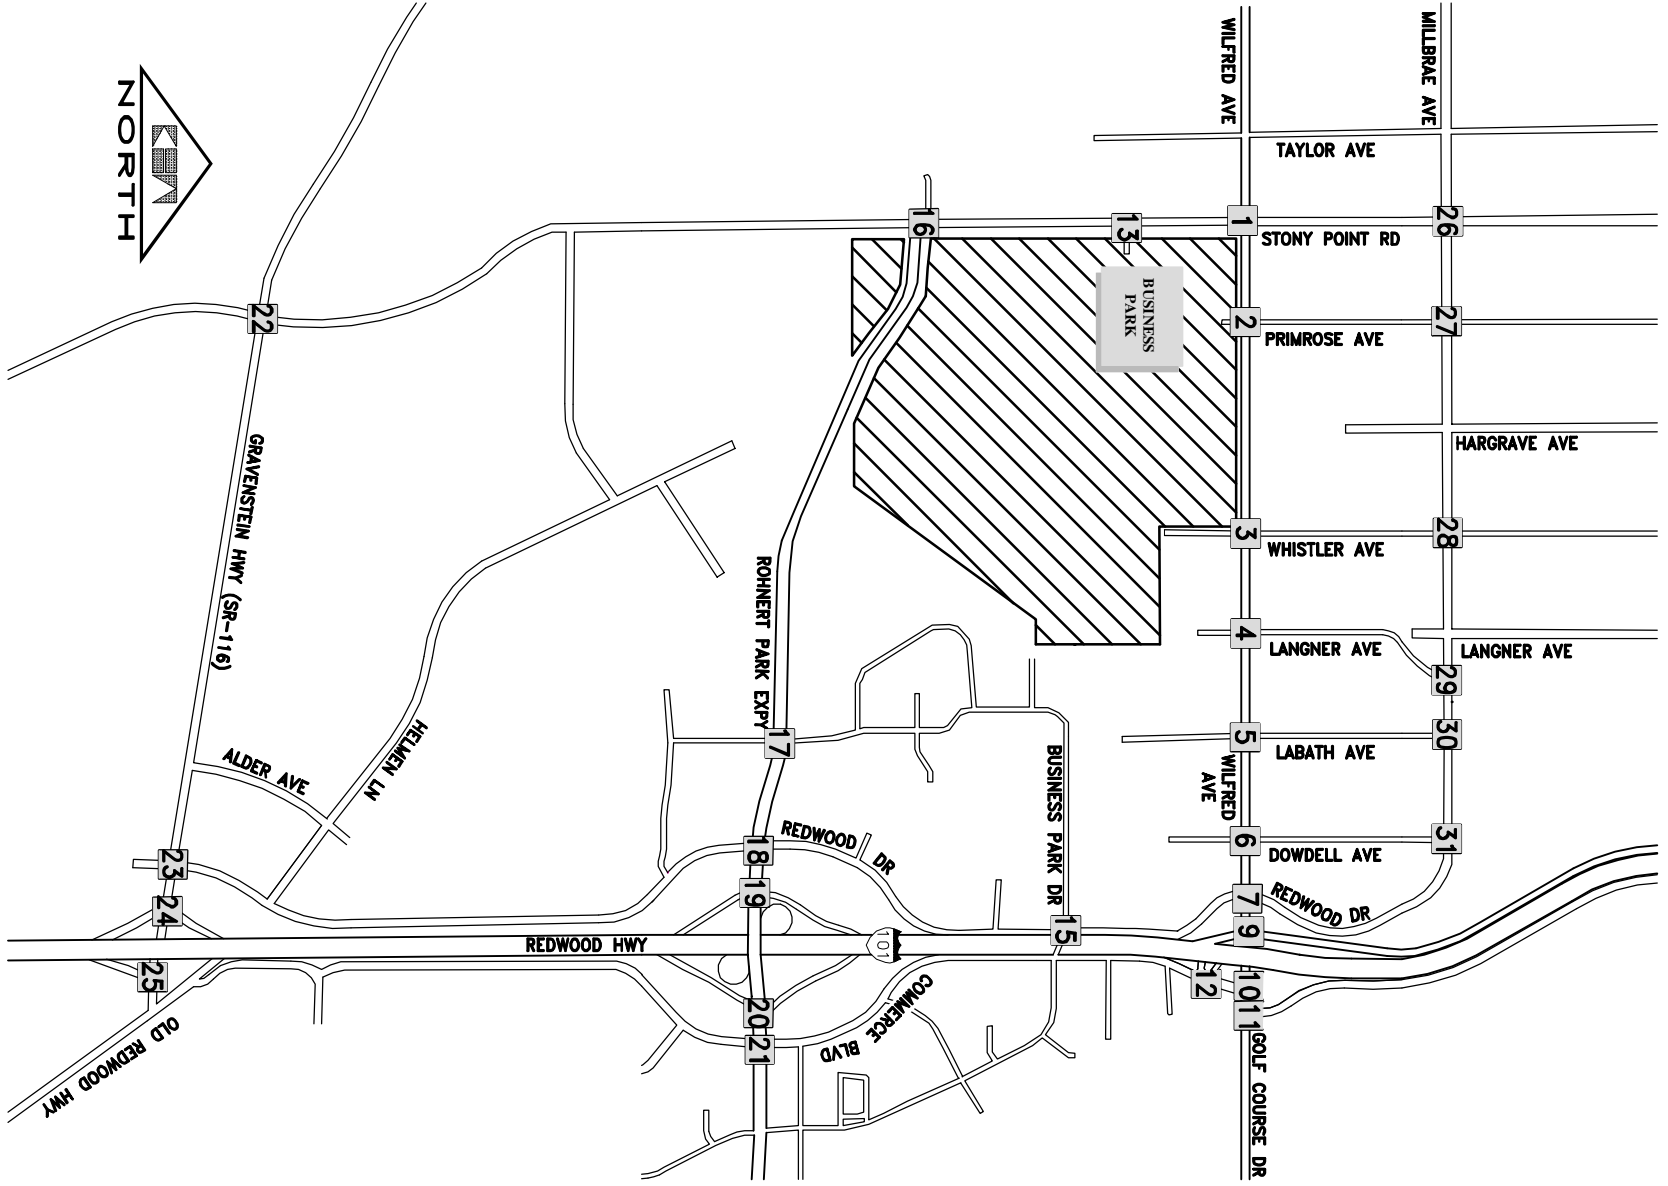 WILFRED AVE
MILLBRAE AVE
TAYLOR AVE
NORTH
16
13
1
26
STONY POINT RD
22
BUSINESS
PARK
2
27
PRIMROSE AVE
HARGRAVE AVE
GRAVENSTEIN HWY (SR-116)
3
28
WHISTLER AVE
ROHNERT PARK EXPY
4
LANGNER AVE
LANGNER AVE
29
HELMEN LN
ALDER AVE
17
BUSINESS PARK DR
5
30
LABATH AVE
WILFRED
AVE
REDWOOD DR
18
6
31
DOWDELL AVE
23
19
7
REDWOOD DR
24
REDWOOD HWY
101
15
9
25
12
10
11
COMMERCE BLVD
20
21
OLD REDWOOD HWY
GOLF COURSE DR